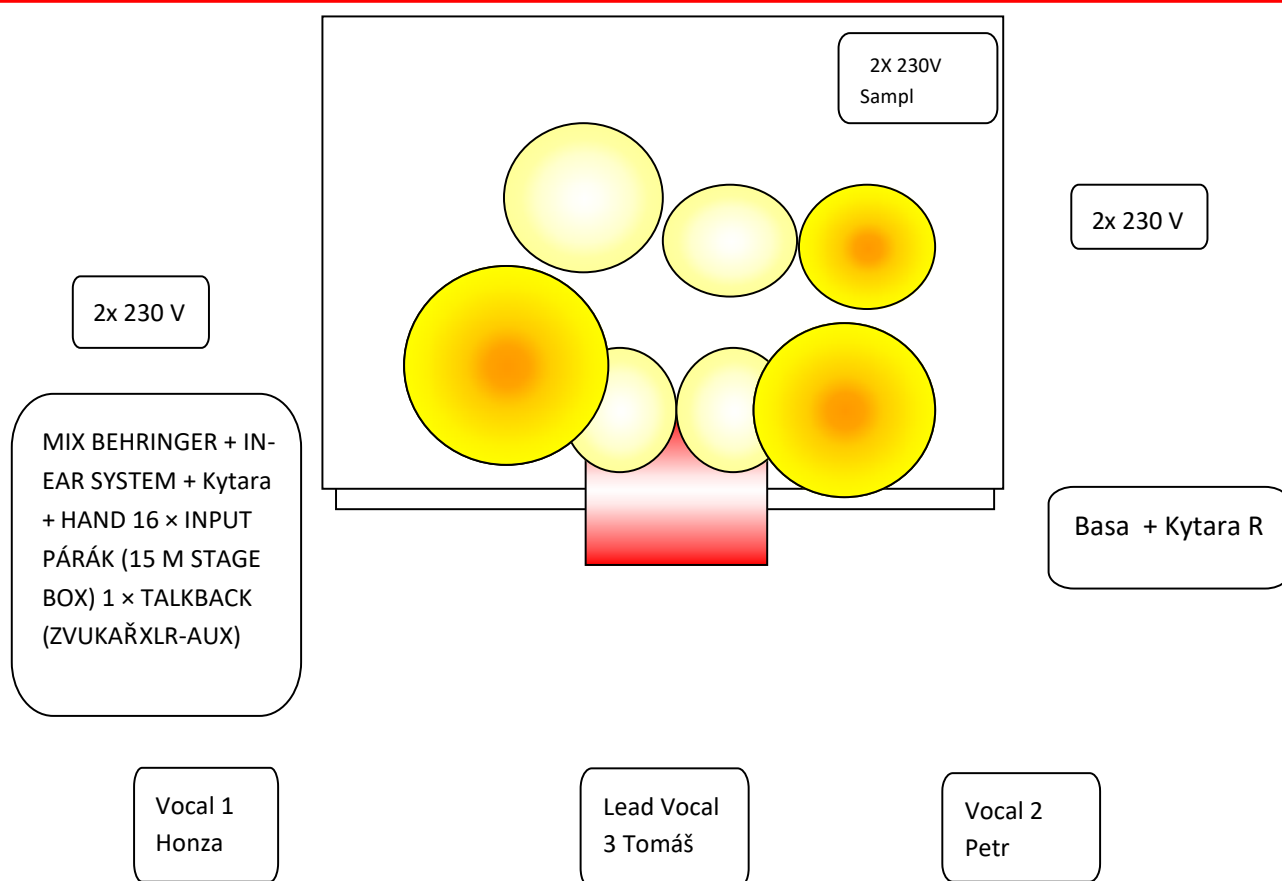 2X 230V
Sampl
2x 230 V
2x 230 V
MIX BEHRINGER + IN-
EAR SYSTEM + Kytara
+ HAND 16 × INPUT
PÁRÁK (15 M STAGE
BOX) 1 × TALKBACK
(ZVUKAŘXLR-AUX)
Basa + Kytara R
Vocal 1
Honza
Lead Vocal
3 Tomáš
Vocal 2
Petr